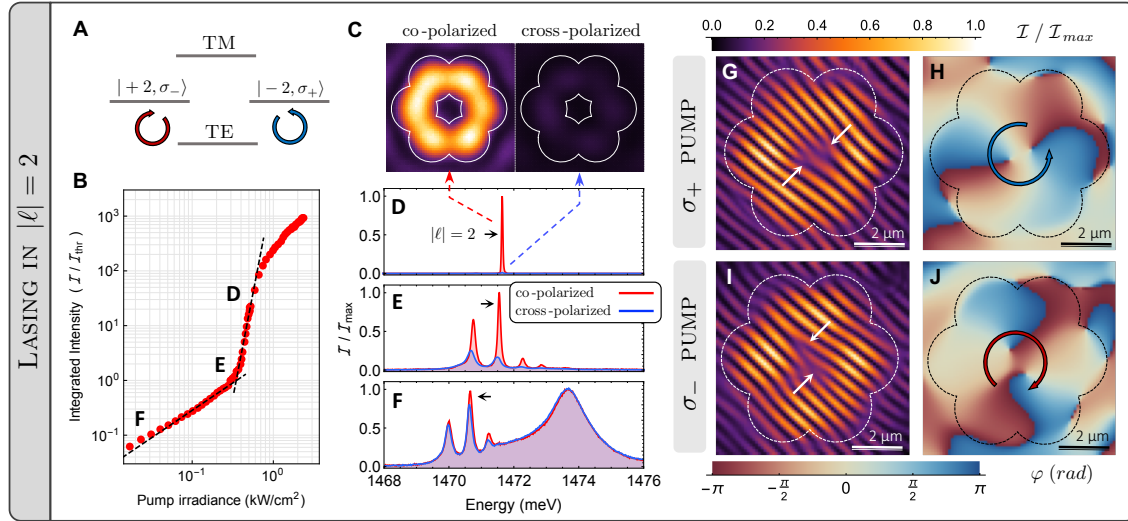 LASING IN |ℓ| = 2
A
TM
|+2, σ₋⟩
|−2, σ₊⟩
TE
B
Integrated Intensity ( ℐ / ℐ_thr )
10³
10²
10¹
10⁰
10⁻¹
D
E
F
10⁻¹
10⁰
Pump irradiance (kW/cm²)
C
co-polarized
cross-polarized
D
1.0
0.5
0.0
|ℓ| = 2
ℐ / ℐ_max
E
1.0
0.5
0.0
co-polarized
cross-polarized
F
1.0
0.5
0.0
1468
1470
1472
1474
1476
Energy (meV)
0.0
0.2
0.4
0.6
0.8
1.0
ℐ / ℐ_max
σ₊ PUMP
G
2 µm
H
2 µm
σ₋ PUMP
I
2 µm
J
2 µm
−π
−π/2
0
π/2
π
φ (rad)